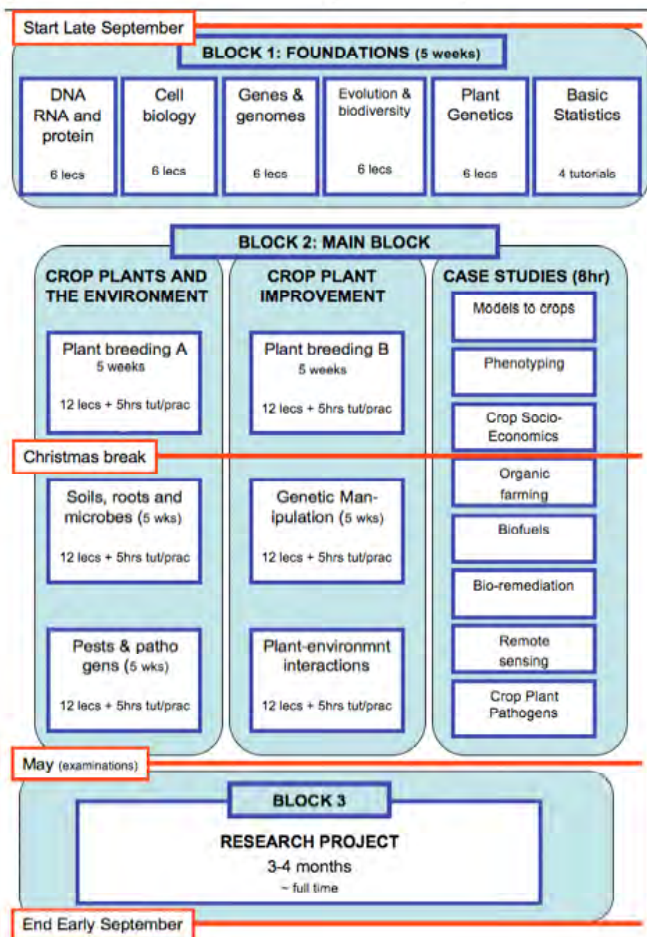 Start Late September
BLOCK 1: FOUNDATIONS (5 weeks)
DNA
RNA and
protein
6 lecs
Cell
biology
6 lecs
Genes &
genomes
6 lecs
Evolution &
biodiversity
6 lecs
Plant
Genetics
6 lecs
Basic
Statistics
4 tutorials
BLOCK 2: MAIN BLOCK
CROP PLANTS AND
THE ENVIRONMENT
Plant breeding A
5 weeks
12 lecs + 5hrs tut/prac
CROP PLANT
IMPROVEMENT
Plant breeding B
5 weeks
12 lecs + 5hrs tut/prac
CASE STUDIES (8hr)
Models to crops
Phenotyping
Crop Socio-
Economics
Christmas break
Soils, roots and
microbes (5 wks)
12 lecs + 5hrs tut/prac
Pests & patho
gens (5 wks)
12 lecs + 5hrs tut/prac
Genetic Man-
ipulation (5 wks)
12 lecs + 5hrs tut/prac
Plant-environmnt
interactions
12 lecs + 5hrs tut/prac
Organic
farming
Biofuels
Bio-remediation
Remote
sensing
Crop Plant
Pathogens
May (examinations)
BLOCK 3
RESEARCH PROJECT
3-4 months
~ full time
End Early September